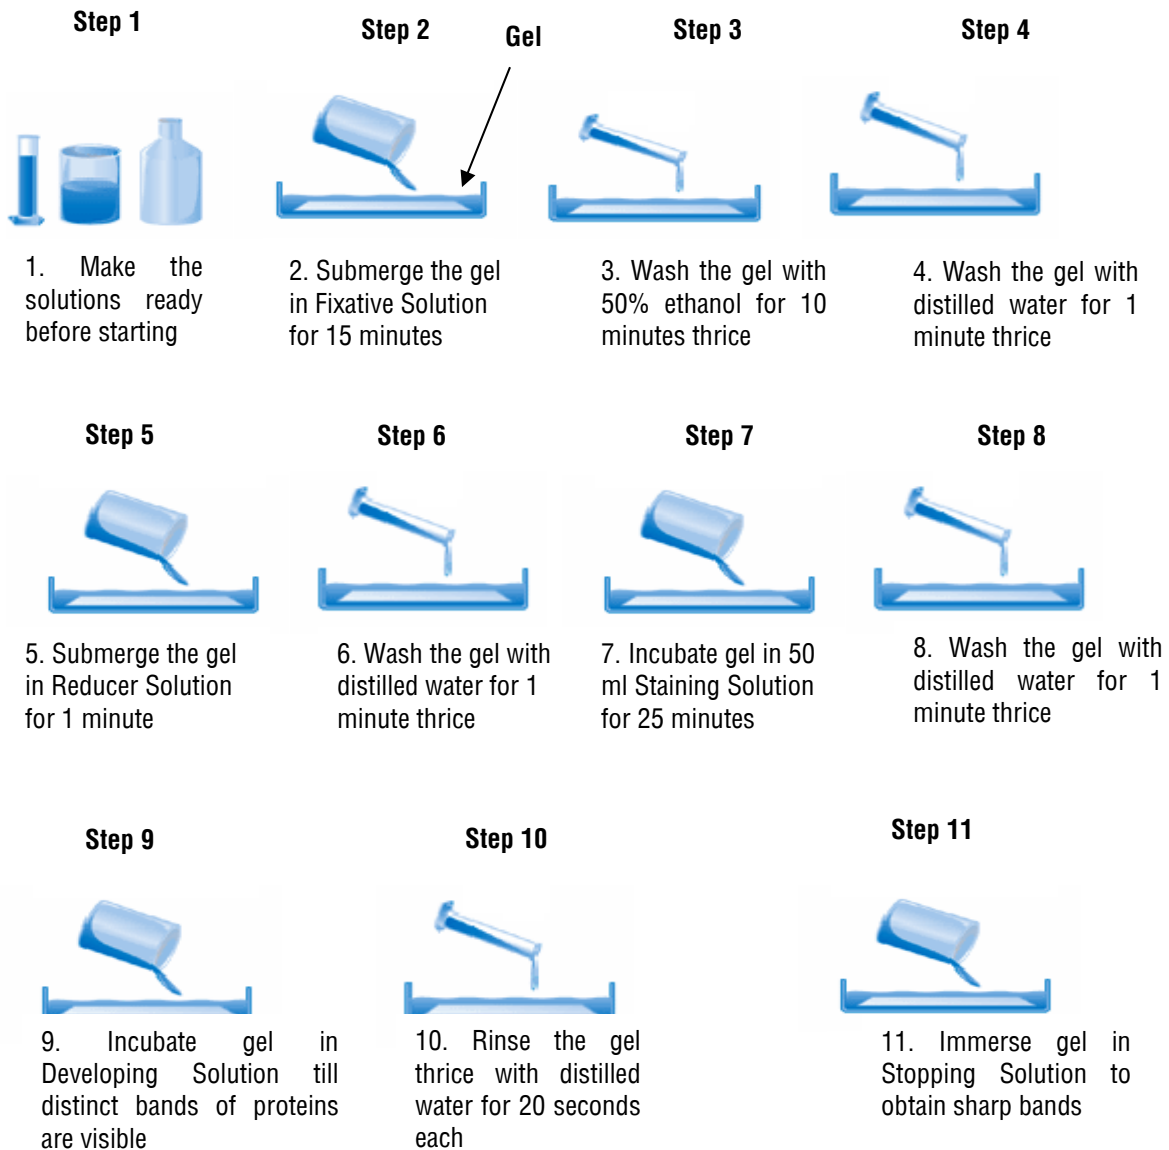 Step 1
Step 2
Gel
Step 3
Step 4
1. Make the
solutions ready
before starting
2. Submerge the gel
in Fixative Solution
for 15 minutes
3. Wash the gel with
50% ethanol for 10
minutes thrice
4. Wash the gel with
distilled water for 1
minute thrice
Step 5
Step 6
Step 7
Step 8
5. Submerge the gel
in Reducer Solution
for 1 minute
6. Wash the gel with
distilled water for 1
minute thrice
7. Incubate gel in 50
ml Staining Solution
for 25 minutes
8. Wash the gel with
distilled water for 1
minute thrice
Step 9
Step 10
Step 11
9. Incubate gel in
Developing Solution till
distinct bands of proteins
are visible
10. Rinse the gel
thrice with distilled
water for 20 seconds
each
11. Immerse gel in
Stopping Solution to
obtain sharp bands